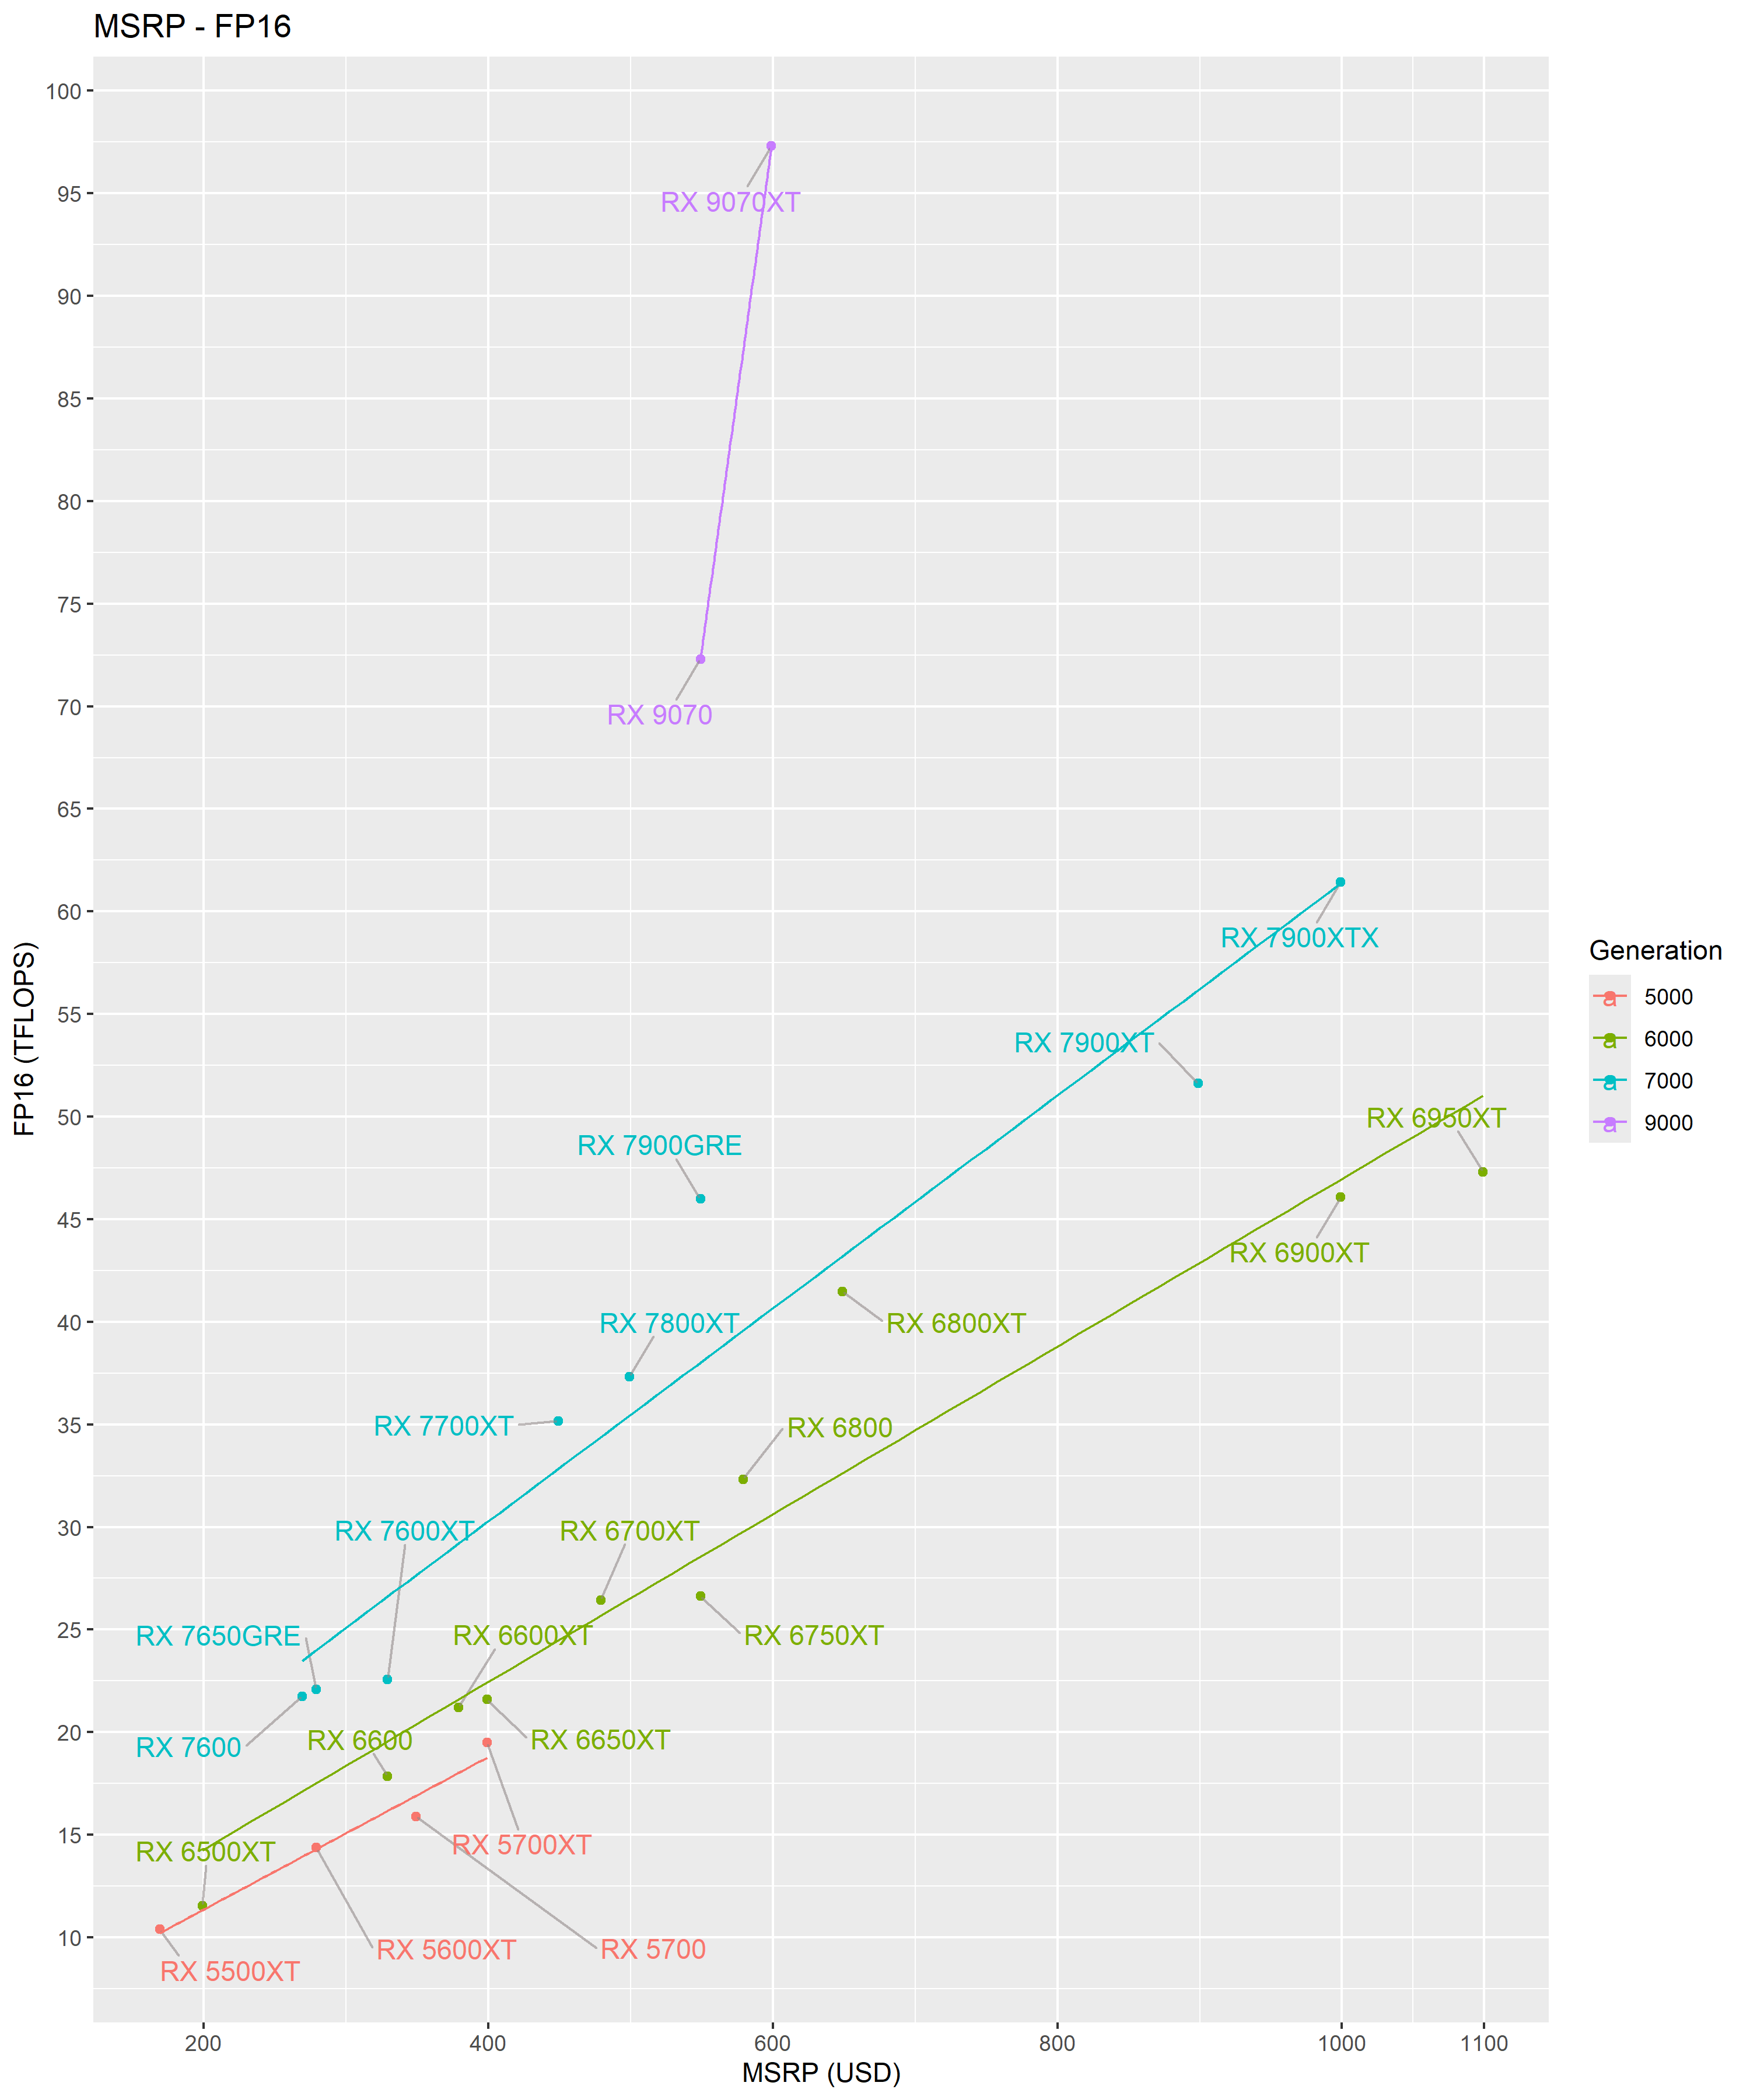 MSRP - FP16
100
95
90
85
80
75
70
65
60
55
50
45
40
35
30
25
20
15
10
FP16 (TFLOPS)
RX 9070XT
RX 9070
RX 7900XTX
RX 7900XT
RX 6950XT
RX 7900GRE
RX 6900XT
RX 7800XT
RX 6800XT
RX 7700XT
RX 6800
RX 7600XT
RX 6700XT
RX 7650GRE
RX 6600XT
RX 6750XT
RX 7600
RX 6600
RX 6650XT
RX 6500XT
RX 5700XT
RX 5600XT
RX 5700
RX 5500XT
200
400
600
800
1000
1100
MSRP (USD)
Generation
a 5000
a 6000
a 7000
a 9000